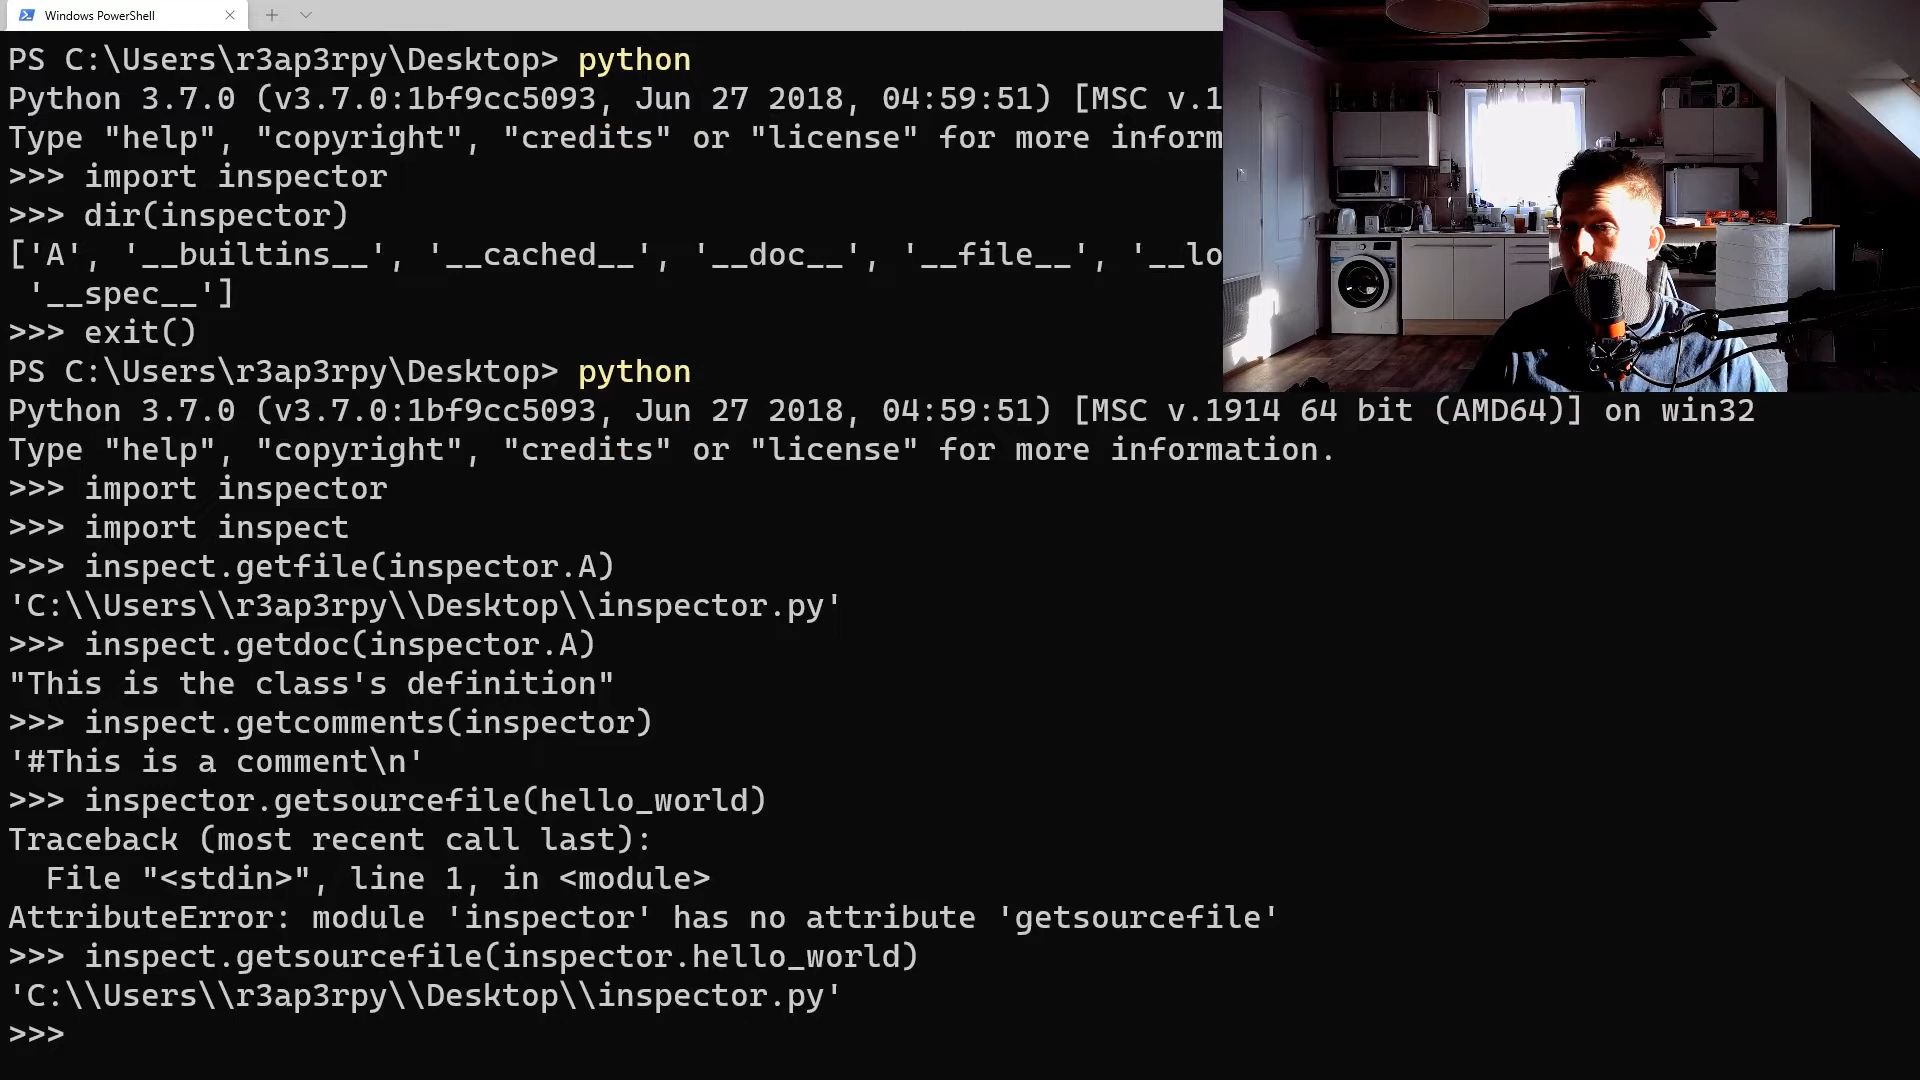 Windows PowerShell
PS C:\Users\r3ap3rpy\Desktop> python
Python 3.7.0 (v3.7.0:1bf9cc5093, Jun 27 2018, 04:59:51) [MSC v.1
Type "help", "copyright", "credits" or "license" for more inform
>>> import inspector
>>> dir(inspector)
['A', '__builtins__', '__cached__', '__doc__', '__file__', '__lo
 '__spec__']
>>> exit()
PS C:\Users\r3ap3rpy\Desktop> python
Python 3.7.0 (v3.7.0:1bf9cc5093, Jun 27 2018, 04:59:51) [MSC v.1914 64 bit (AMD64)] on win32
Type "help", "copyright", "credits" or "license" for more information.
>>> import inspector
>>> import inspect
>>> inspect.getfile(inspector.A)
'C:\\Users\\r3ap3rpy\\Desktop\\inspector.py'
>>> inspect.getdoc(inspector.A)
"This is the class's definition"
>>> inspect.getcomments(inspector)
'#This is a comment\n'
>>> inspector.getsourcefile(hello_world)
Traceback (most recent call last):
  File "<stdin>", line 1, in <module>
AttributeError: module 'inspector' has no attribute 'getsourcefile'
>>> inspect.getsourcefile(inspector.hello_world)
'C:\\Users\\r3ap3rpy\\Desktop\\inspector.py'
>>>